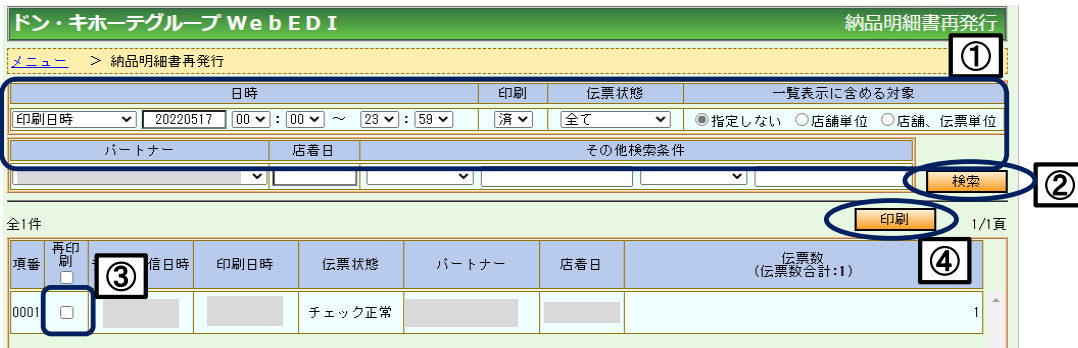 ドン・キホーテグループ WebEDI 納品明細書再発行
メニュー > 納品明細書再発行 ①
日時 印刷 伝票状態 一覧表示に含める対象
印刷日時 20220517 00 : 00 ～ 23 : 59 済 全て 指定しない 店舗単位 店舗、伝票単位
パートナー 店着日 その他検索条件
検索 ②
全1件 印刷 1/1頁
項番 再印刷 ③ 信日時 印刷日時 伝票状態 パートナー 店着日 伝票数 ④
(伝票数合計:1)
0001 チェック正常 1